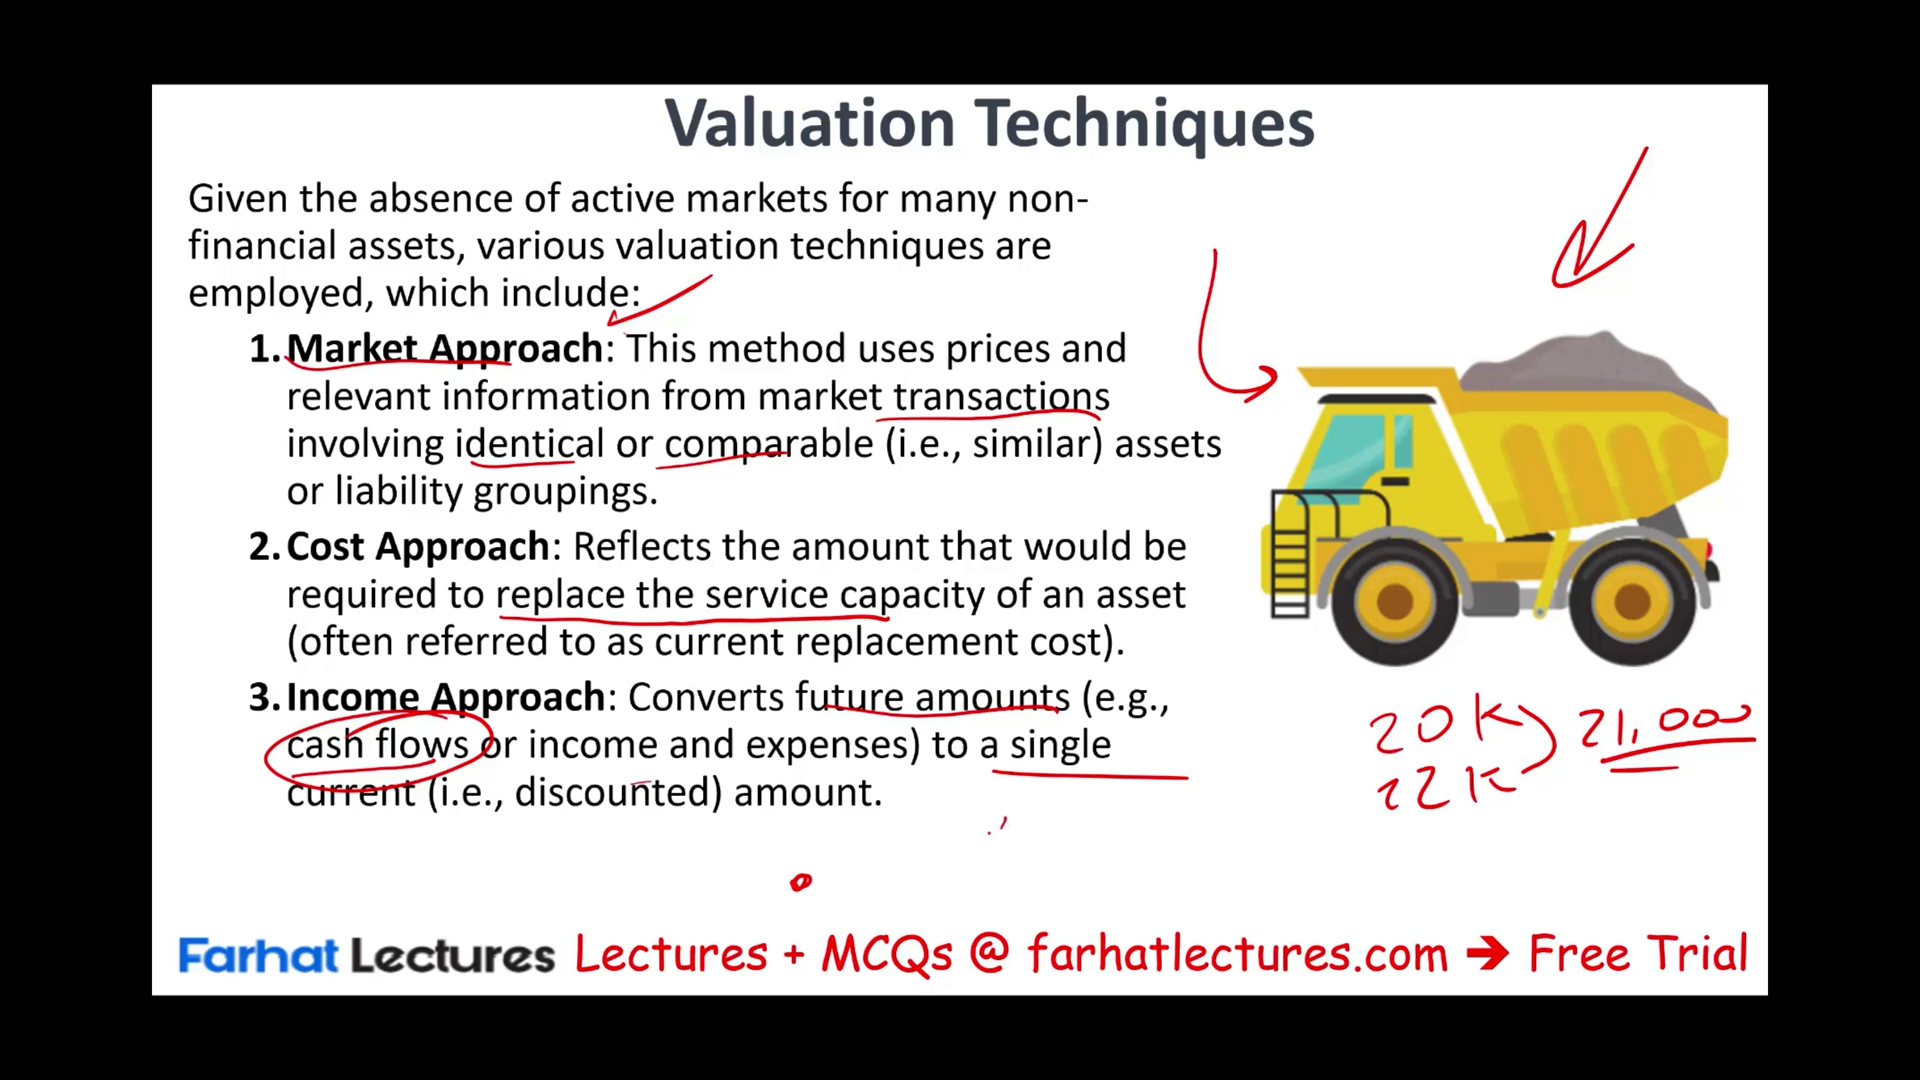 Valuation Techniques
Given the absence of active markets for many non-
financial assets, various valuation techniques are
employed, which include:
1. Market Approach: This method uses prices and
relevant information from market transactions
involving identical or comparable (i.e., similar) assets
or liability groupings.
2. Cost Approach: Reflects the amount that would be
required to replace the service capacity of an asset
(often referred to as current replacement cost).
3. Income Approach: Converts future amounts (e.g.,
cash flows or income and expenses) to a single
current (i.e., discounted) amount.
20K
22K
21,000
Farhat Lectures Lectures + MCQs @ farhatlectures.com → Free Trial